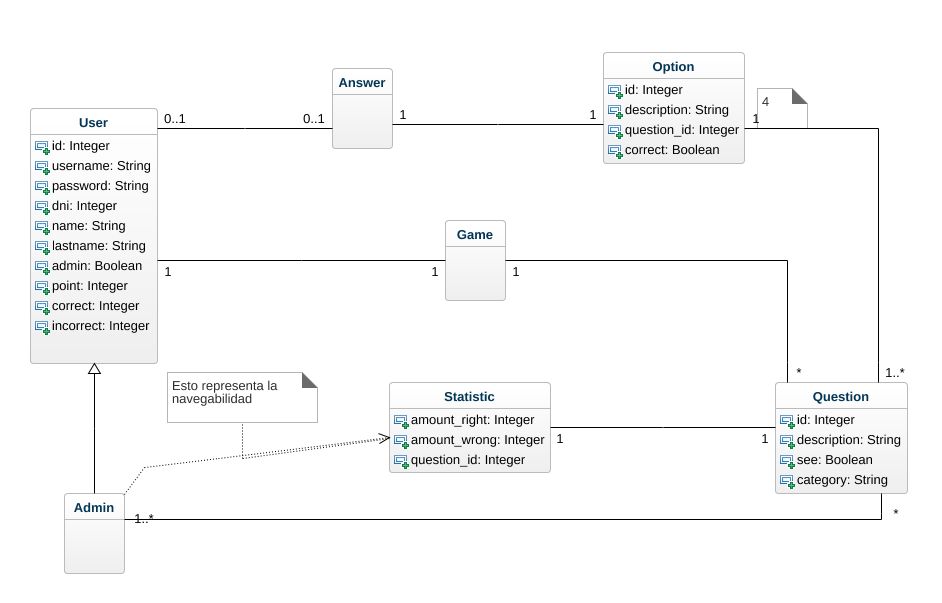 Answer
Option
id: Integer
description: String
question_id: Integer
correct: Boolean
4
1
1
1
User
id: Integer
username: String
password: String
dni: Integer
name: String
lastname: String
admin: Boolean
point: Integer
correct: Integer
incorrect: Integer
0..1
0..1
Game
1
1
1
*
1..*
Esto representa la
navegabilidad
Statistic
amount_right: Integer
amount_wrong: Integer
question_id: Integer
1
1
Question
id: Integer
description: String
see: Boolean
category: String
Admin
1..*
*